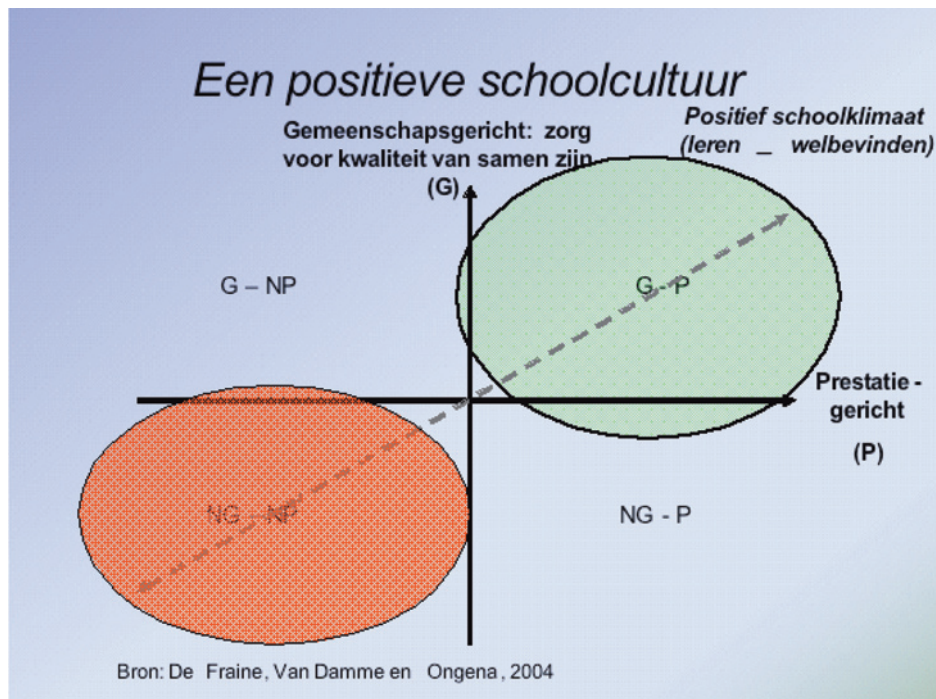 Een positieve schoolcultuur
Gemeenschapsgericht: zorg
voor kwaliteit van samen zijn
(G)
Positief schoolklimaat
(leren _ welbevinden)
G – NP
G - P
Prestatie -
gericht
(P)
NG – NP
NG - P
Bron: De Fraine, Van Damme en Ongena, 2004